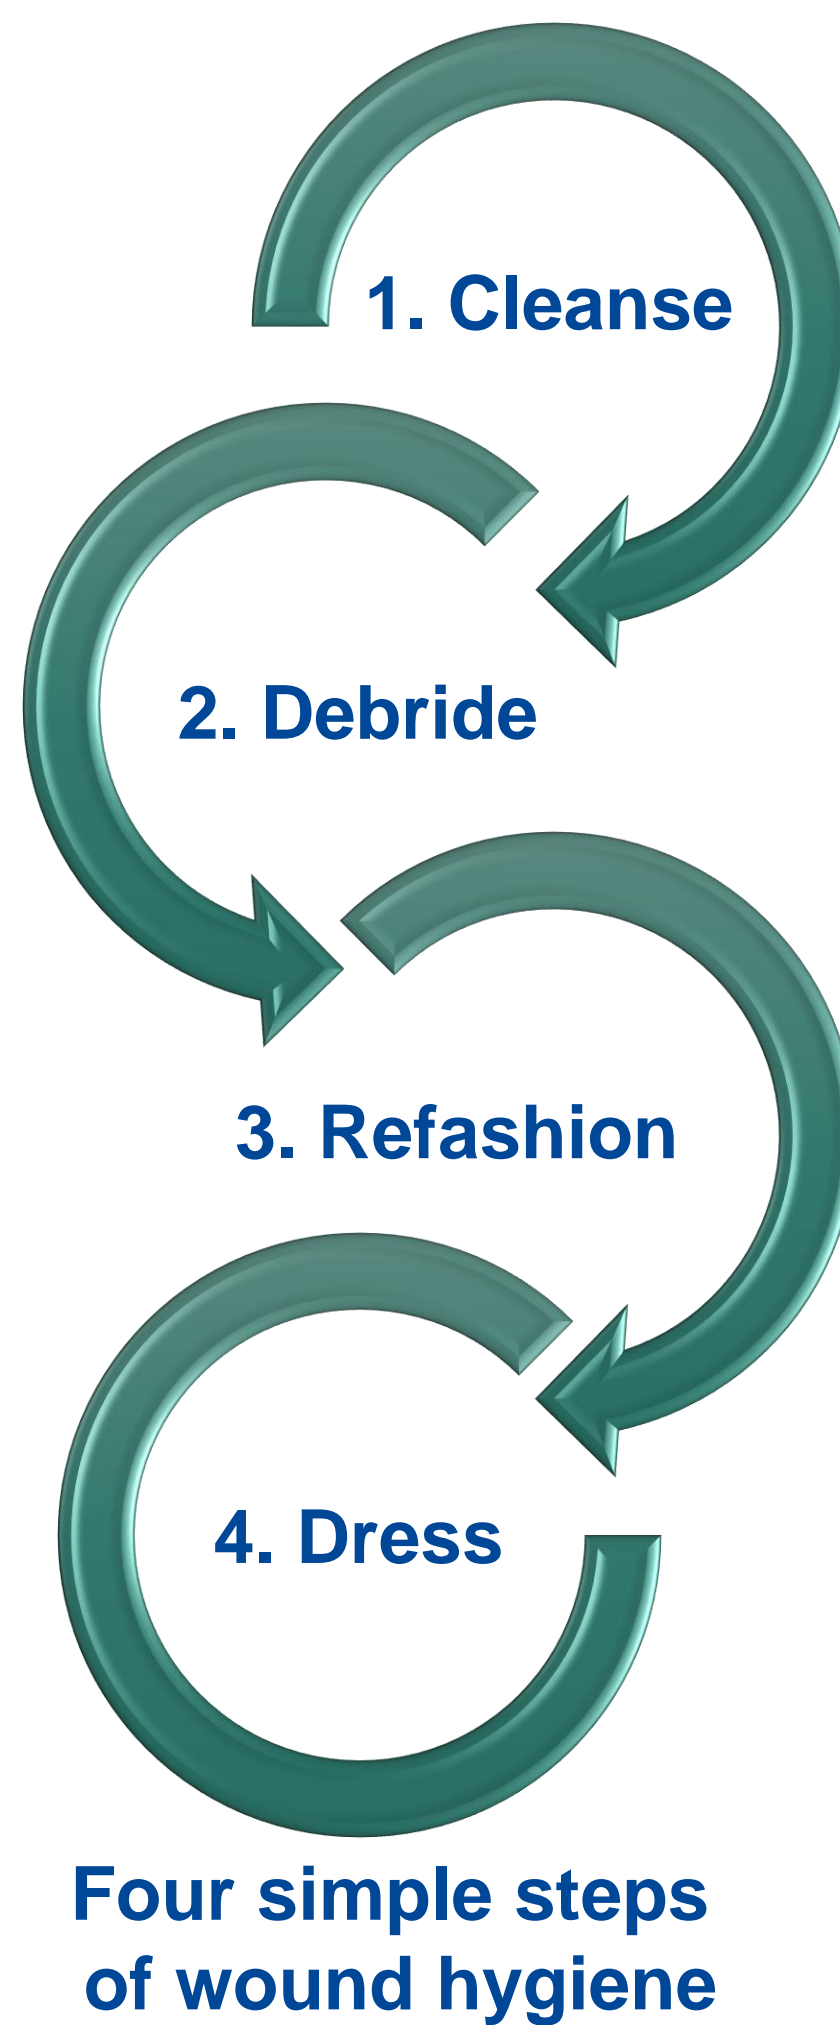 1. Cleanse
2. Debride
3. Refashion
4. Dress
Four simple steps
of wound hygiene